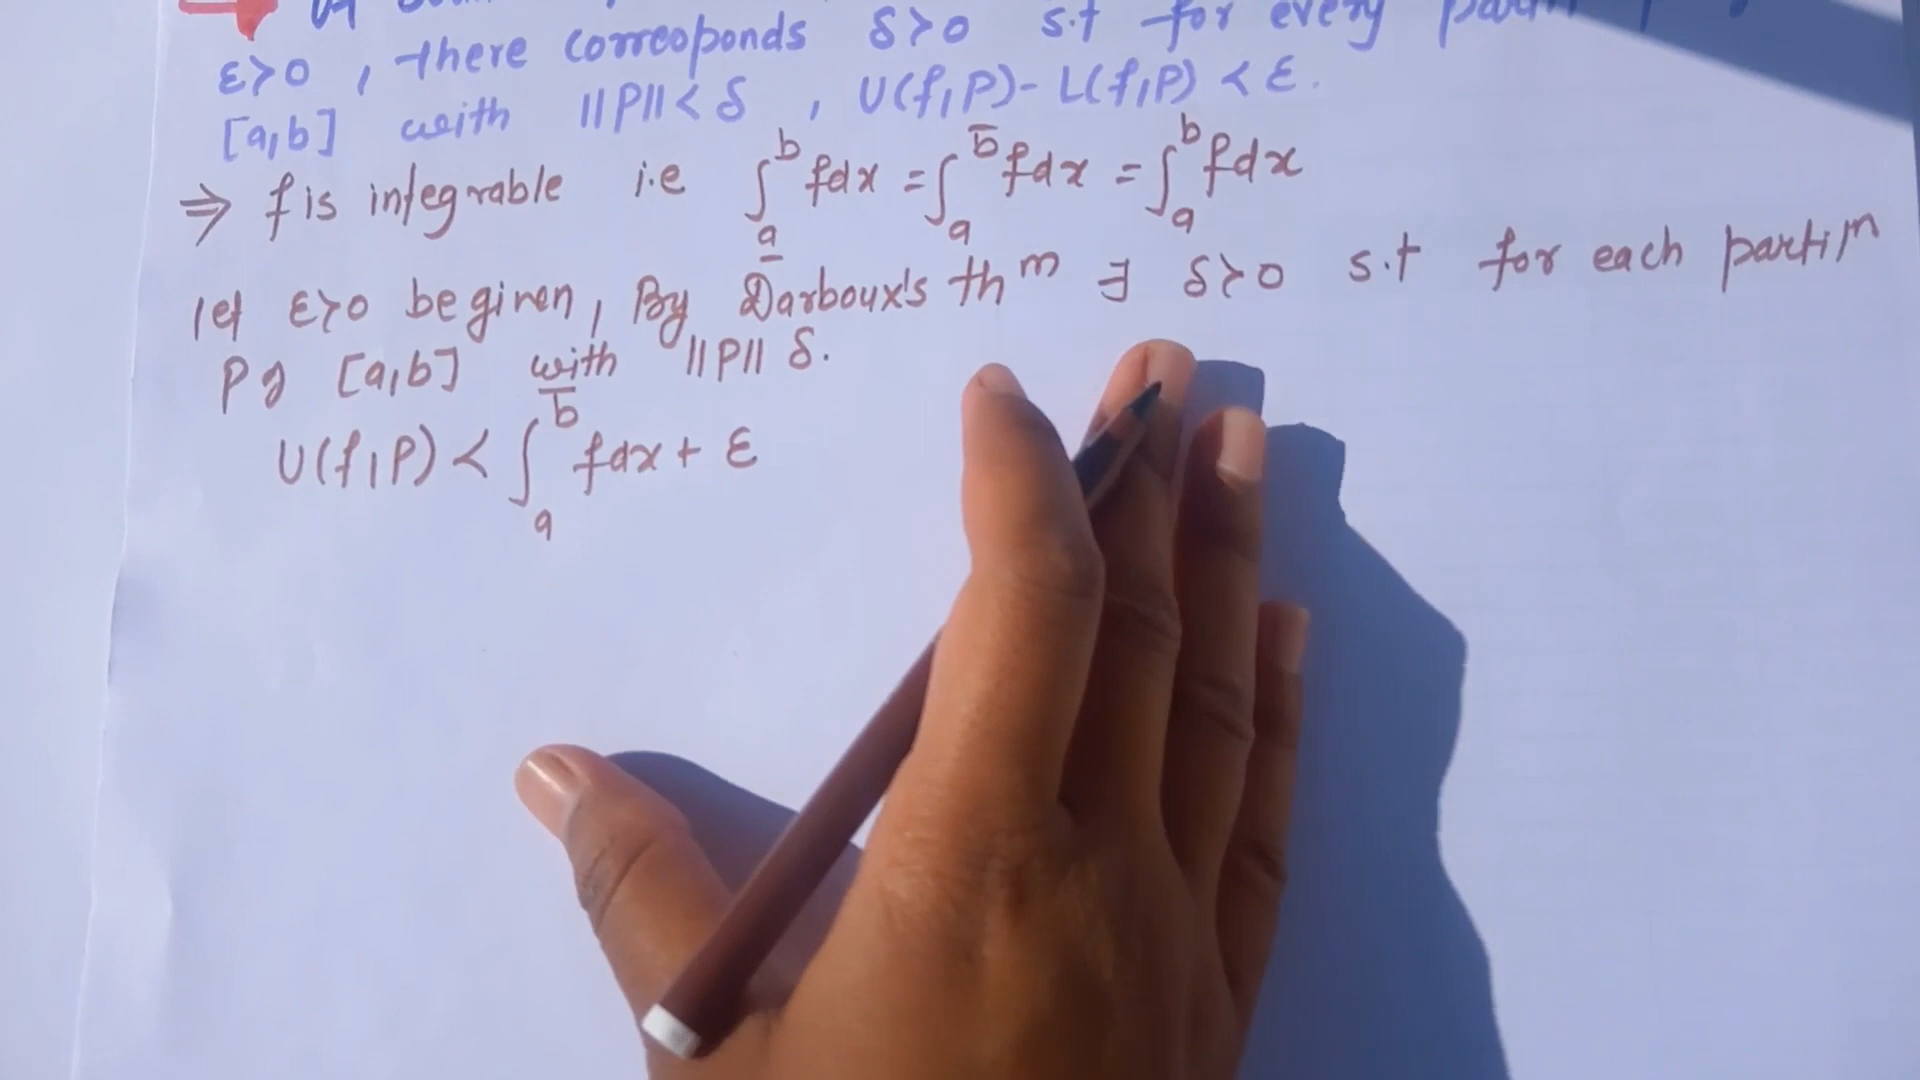 ε>0 , there corresponds δ>0 s.t for every
[a,b] with ||P||<δ , U(f,P)-L(f,P) <ε.
⇒ f is integrable i.e ∫_a̲^b fdx = ∫_a^b̅ fdx = ∫_a^b fdx
let ε>0 be given, By Darboux's thᵐ ∃ δ>0 s.t for each partiⁿ
P of [a,b] with ||P|| δ.
U(f,P) < ∫_a^b̅ fdx + ε